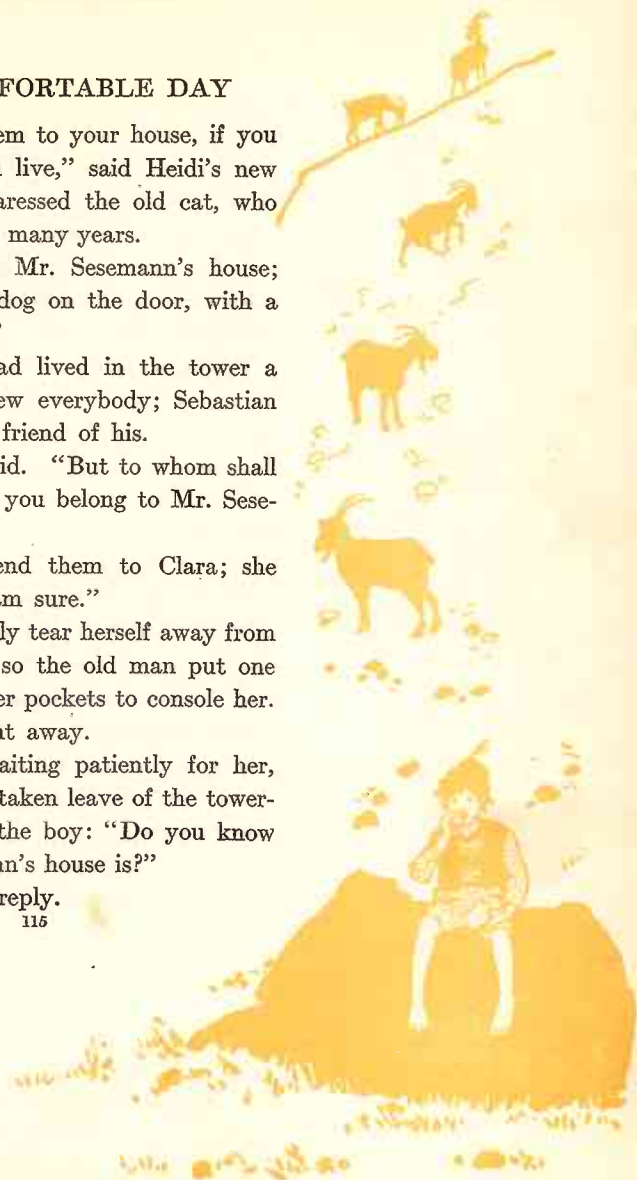 FORTABLE DAY
em to your house, if you
live,” said Heidi's new
aressed the old cat, who
many years.
Mr. Sesemann's house;
dog on the door, with a
ad lived in the tower a
ew everybody; Sebastian
friend of his.
id. “But to whom shall
you belong to Mr. Sese-
end them to Clara; she
am sure.”
ly tear herself away from
so the old man put one
er pockets to console her.
at away.
aiting patiently for her,
taken leave of the tower-
the boy: “Do you know
nn's house is?”
reply.
115